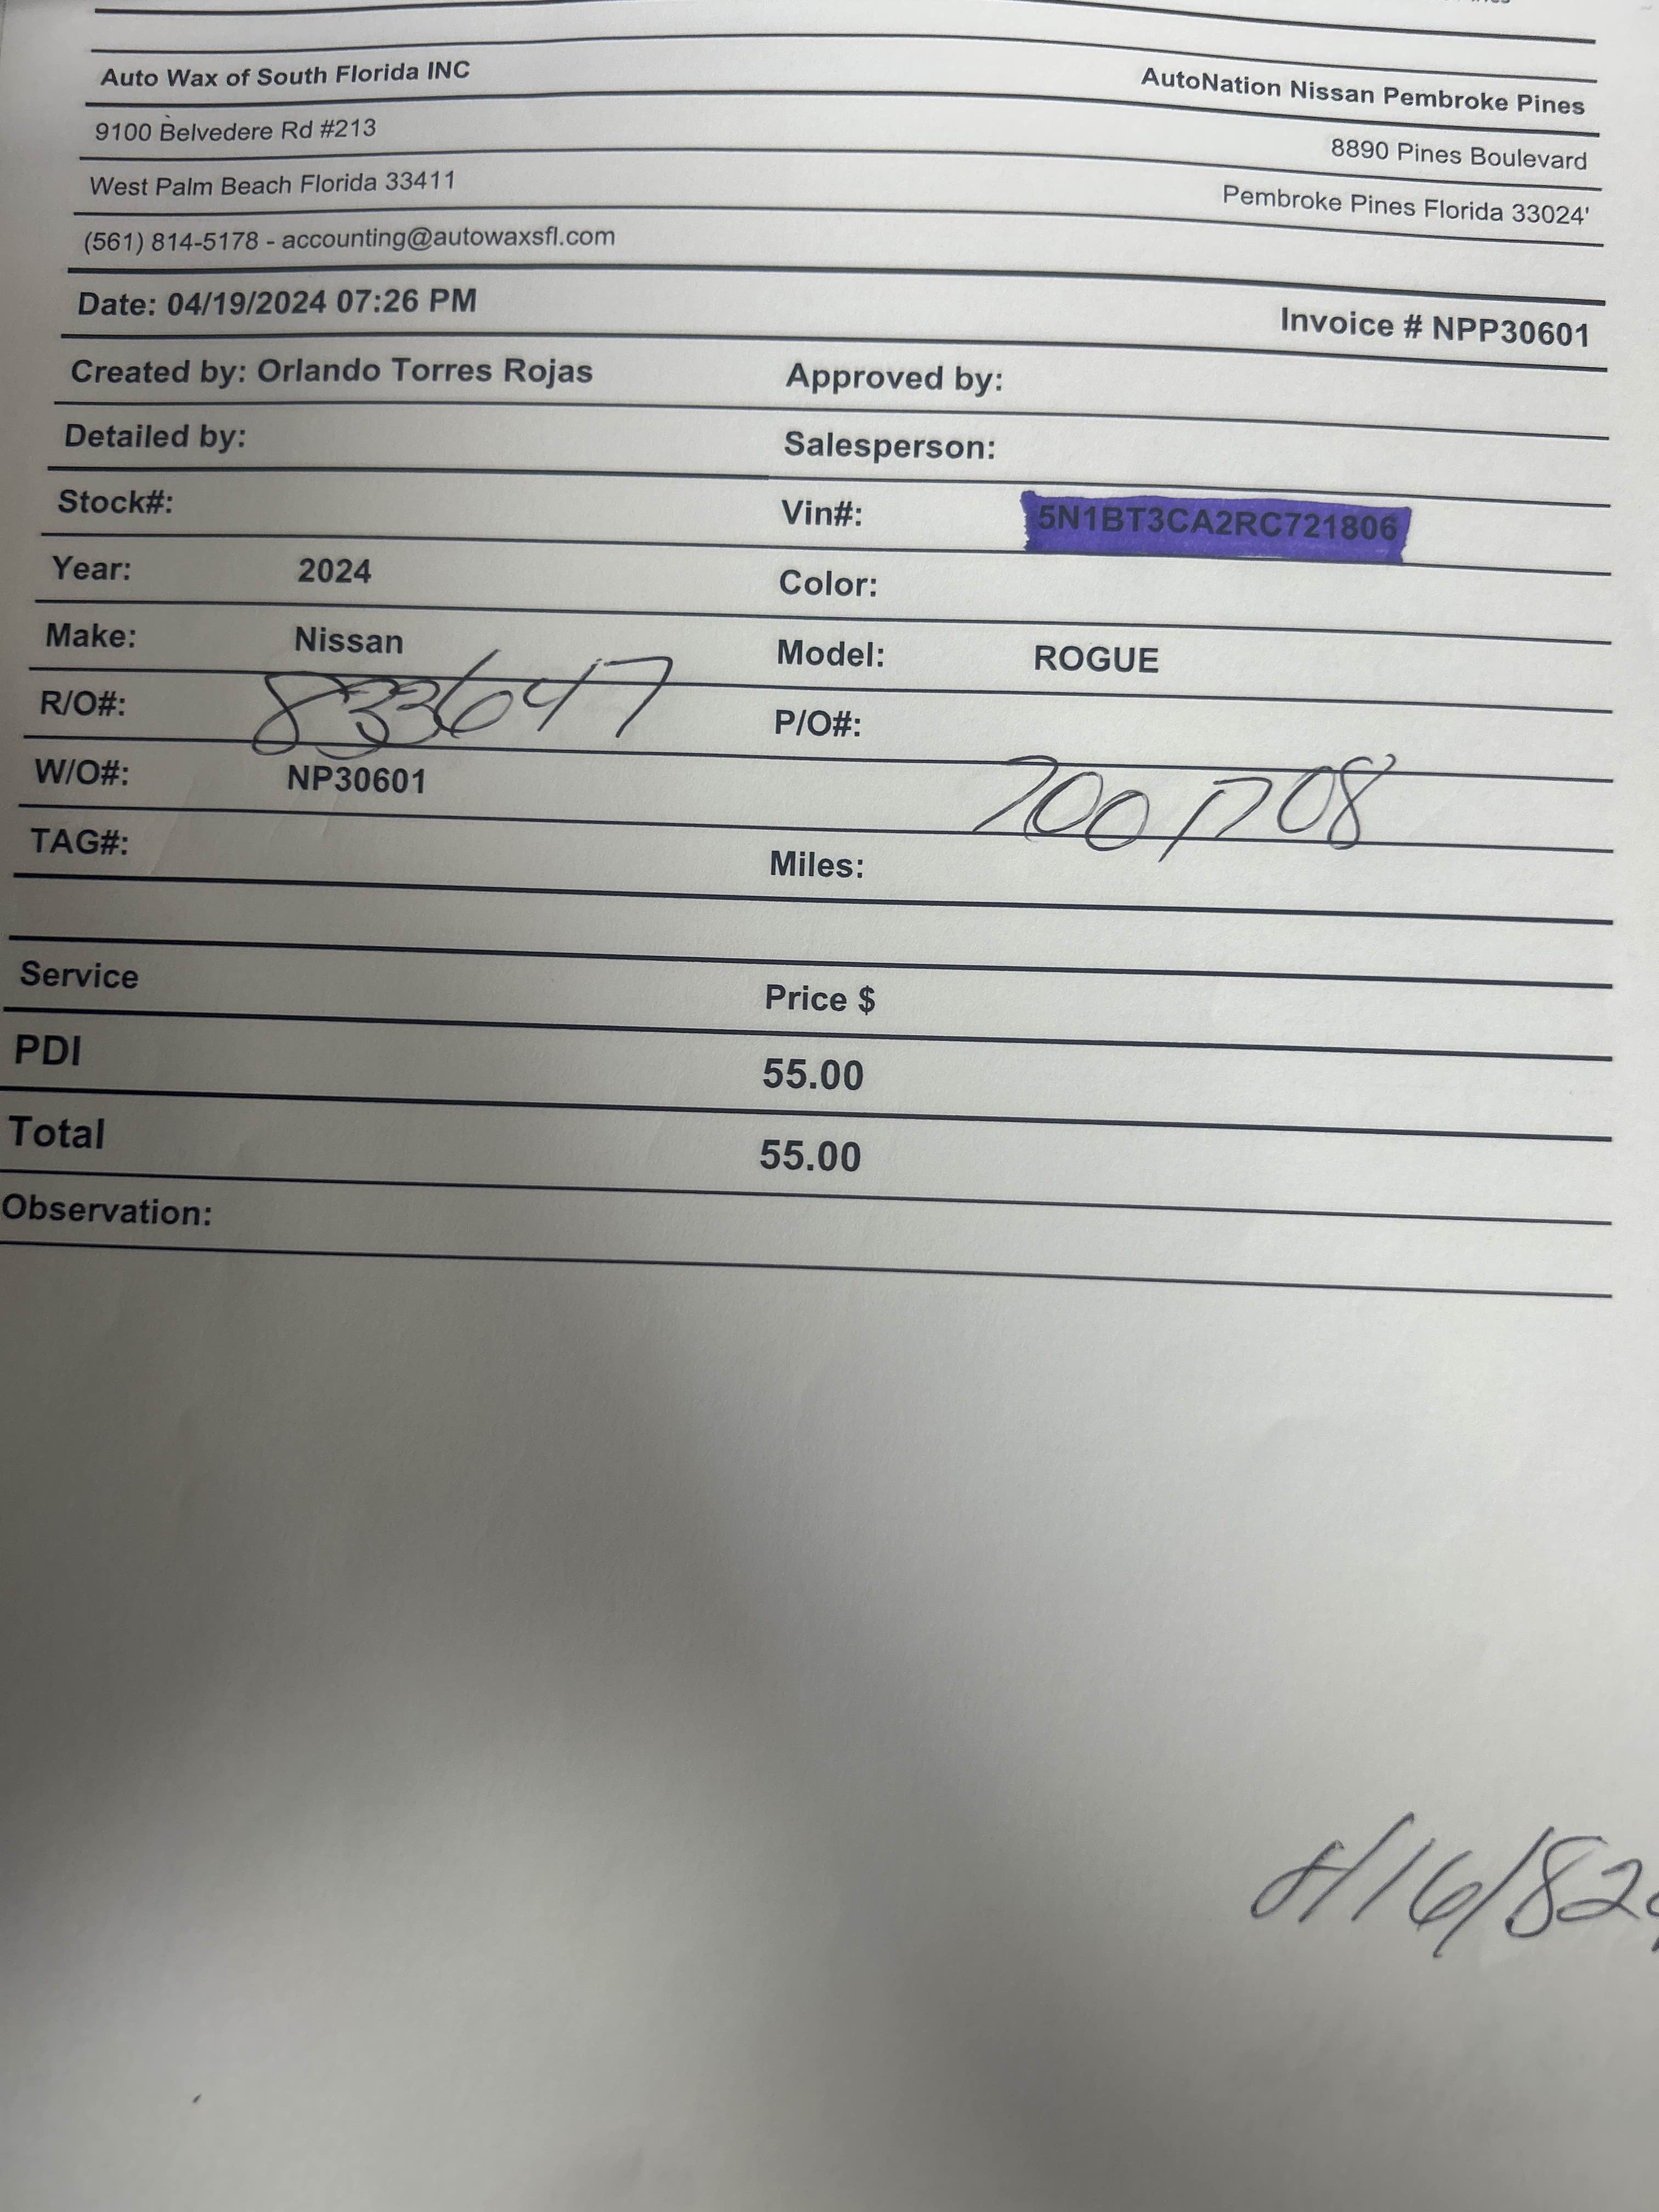 Auto Wax of South Florida INC AutoNation Nissan Pembroke Pines
9100 Belvedere Rd #213 8890 Pines Boulevard
West Palm Beach Florida 33411 Pembroke Pines Florida 33024'
(561) 814-5178 - accounting@autowaxsfl.com
Date: 04/19/2024 07:26 PM Invoice # NPP30601
Created by: Orlando Torres Rojas Approved by:
Detailed by: Salesperson:
Stock#: Vin#: 5N1BT3CA2RC721806
Year: 2024 Color:
Make: Nissan Model: ROGUE
R/O#: 833647 P/O#:
W/O#: NP30601 7001708
TAG#: Miles:
Service Price $
PDI 55.00
Total 55.00
Observation: